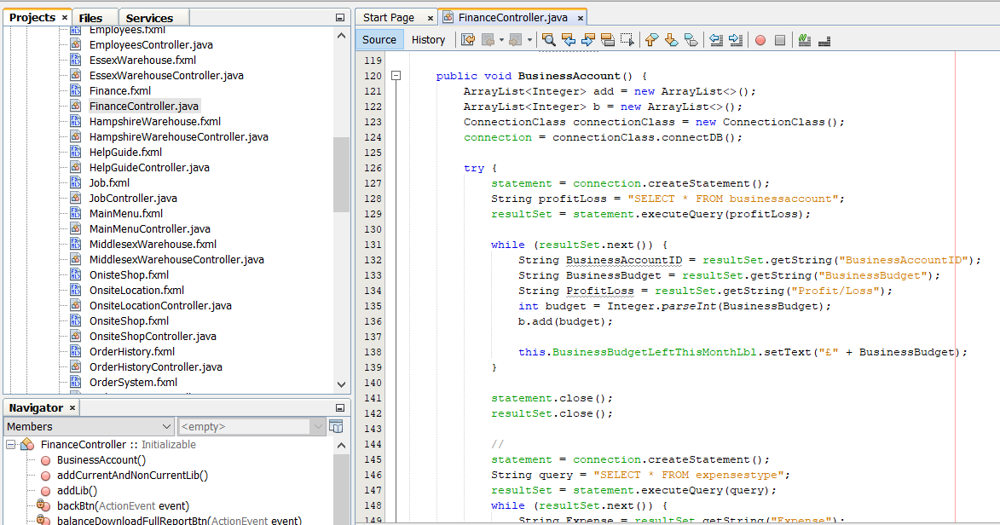 Projects × Files Services
Employees.fxml
EmployeesController.java
EssexWarehouse.fxml
EssexWarehouseController.java
Finance.fxml
FinanceController.java
HampshireWarehouse.fxml
HampshireWarehouseController.java
HelpGuide.fxml
HelpGuideController.java
Job.fxml
JobController.java
MainMenu.fxml
MainMenuController.java
MiddlesexWarehouse.fxml
MiddlesexWarehouseController.java
OnisteShop.fxml
OnsiteLocation.fxml
OnsiteLocationController.java
OnsiteShop.fxml
OnsiteShopController.java
OrderHistory.fxml
OrderHistoryController.java
OrderSystem.fxml
Navigator ×
Members <empty>
FinanceController :: Initializable
BusinessAccount()
addCurrentAndNonCurrentLib()
addLib()
backBtn(ActionEvent event)
balanceDownloadFullReportBtn(ActionEvent event)
Start Page × FinanceController.java ×
Source History
119
120 public void BusinessAccount() {
121 ArrayList<Integer> add = new ArrayList<>();
122 ArrayList<Integer> b = new ArrayList<>();
123 ConnectionClass connectionClass = new ConnectionClass();
124 connection = connectionClass.connectDB();
125
126 try {
127 statement = connection.createStatement();
128 String profitLoss = "SELECT * FROM businessaccount";
129 resultSet = statement.executeQuery(profitLoss);
130
131 while (resultSet.next()) {
132 String BusinessAccountID = resultSet.getString("BusinessAccountID");
133 String BusinessBudget = resultSet.getString("BusinessBudget");
134 String ProfitLoss = resultSet.getString("Profit/Loss");
135 int budget = Integer.parseInt(BusinessBudget);
136 b.add(budget);
137
138 this.BusinessBudgetLeftThisMonthLbl.setText("£" + BusinessBudget);
139 }
140
141 statement.close();
142 resultSet.close();
143
144 //
145 statement = connection.createStatement();
146 String query = "SELECT * FROM expensestype";
147 resultSet = statement.executeQuery(query);
148 while (resultSet.next()) {
149 String Expense = resultSet.getString("Expense");